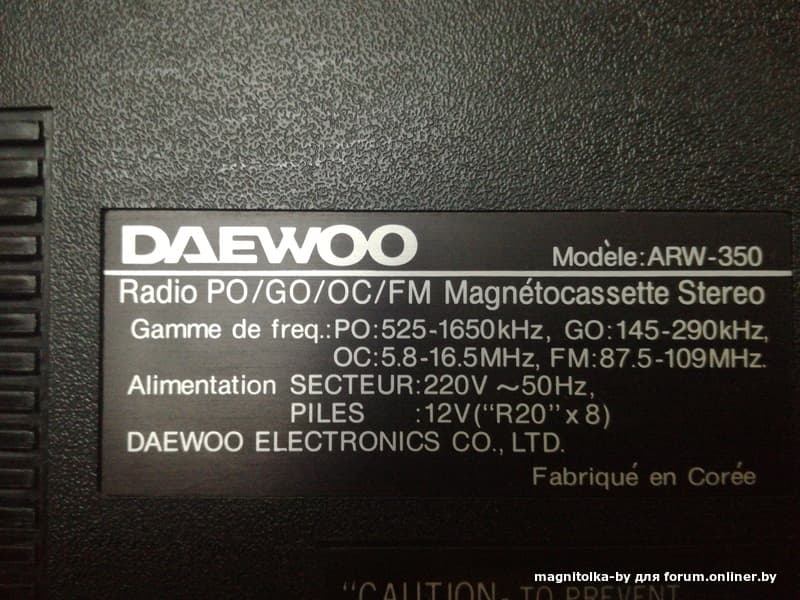 DAEWOO
Modèle:ARW-350
Radio PO/GO/OC/FM Magnétocassette Stereo
Gamme de freq.:PO:525-1650kHz, GO:145-290kHz,
OC:5.8-16.5MHz, FM:87.5-109MHz.
Alimentation SECTEUR:220V ~50Hz,
PILES :12V("R20"x8)
DAEWOO ELECTRONICS CO., LTD.
Fabriqué en Corée
"CAUTION- TO PREVENT
magnitolka-by для forum.onliner.by